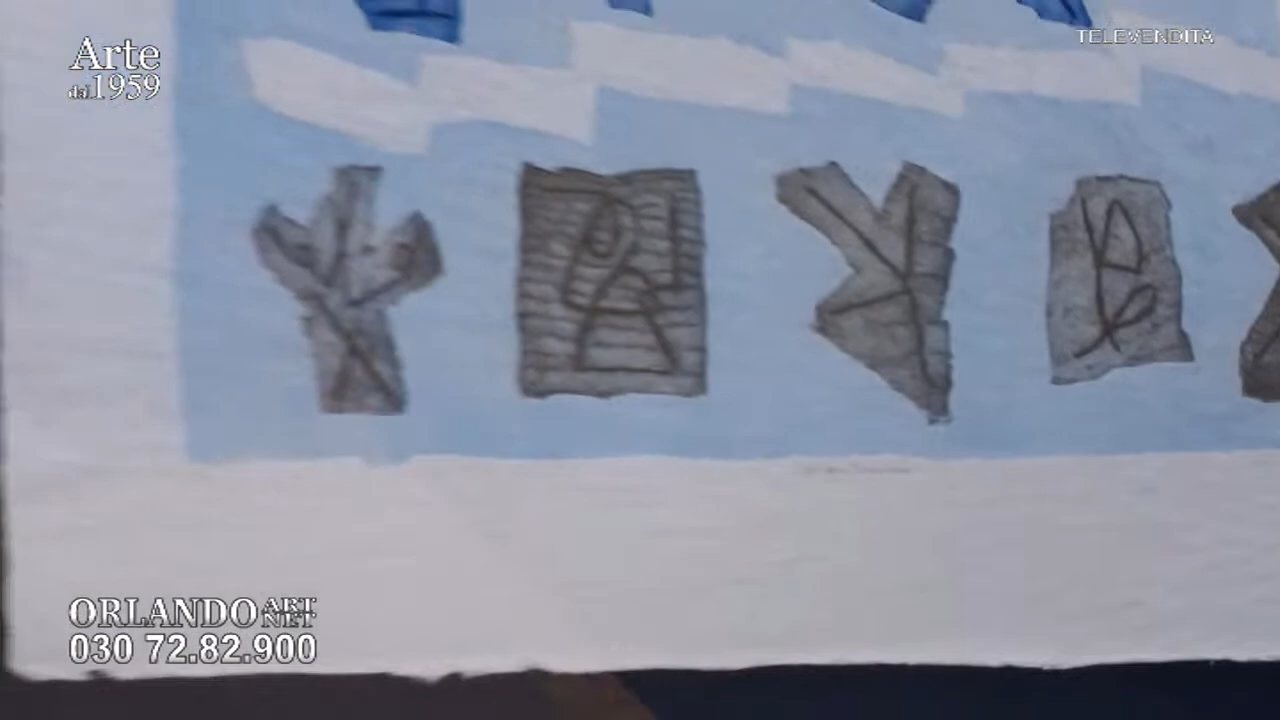 Arte
dal 1959
TELEVENDITA
ORLANDO ART NET
030 72.82.900